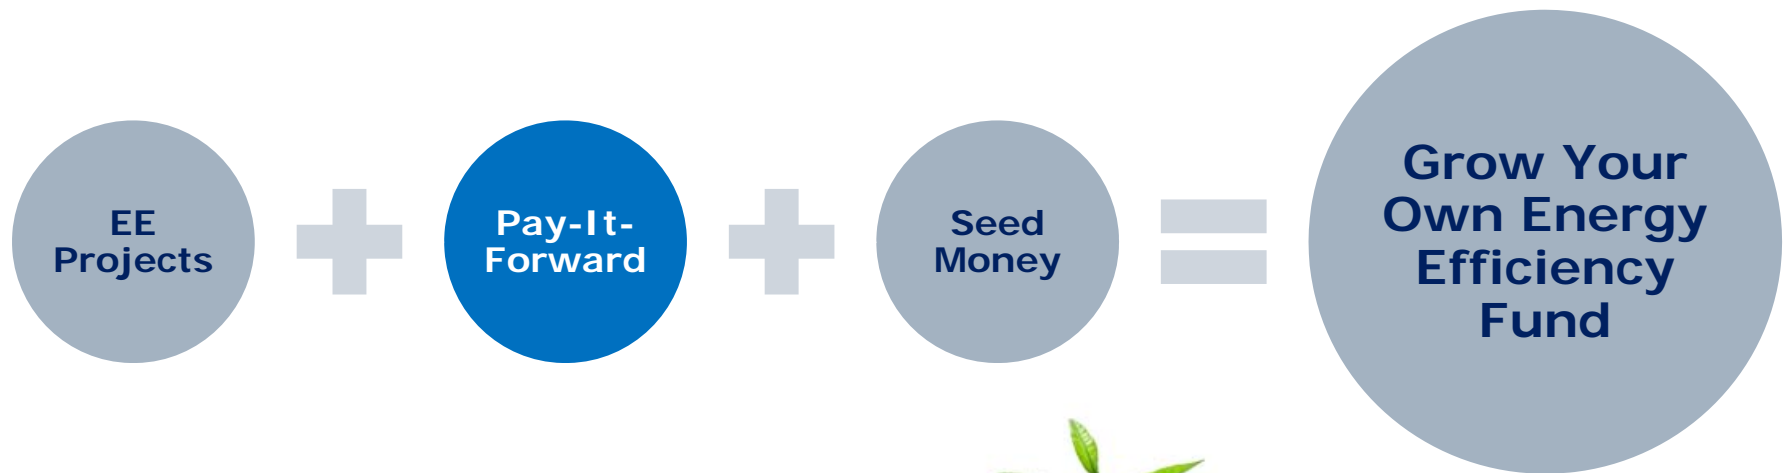 EE
Projects
Pay-It-
Forward
Seed
Money
Grow Your
Own Energy
Efficiency
Fund